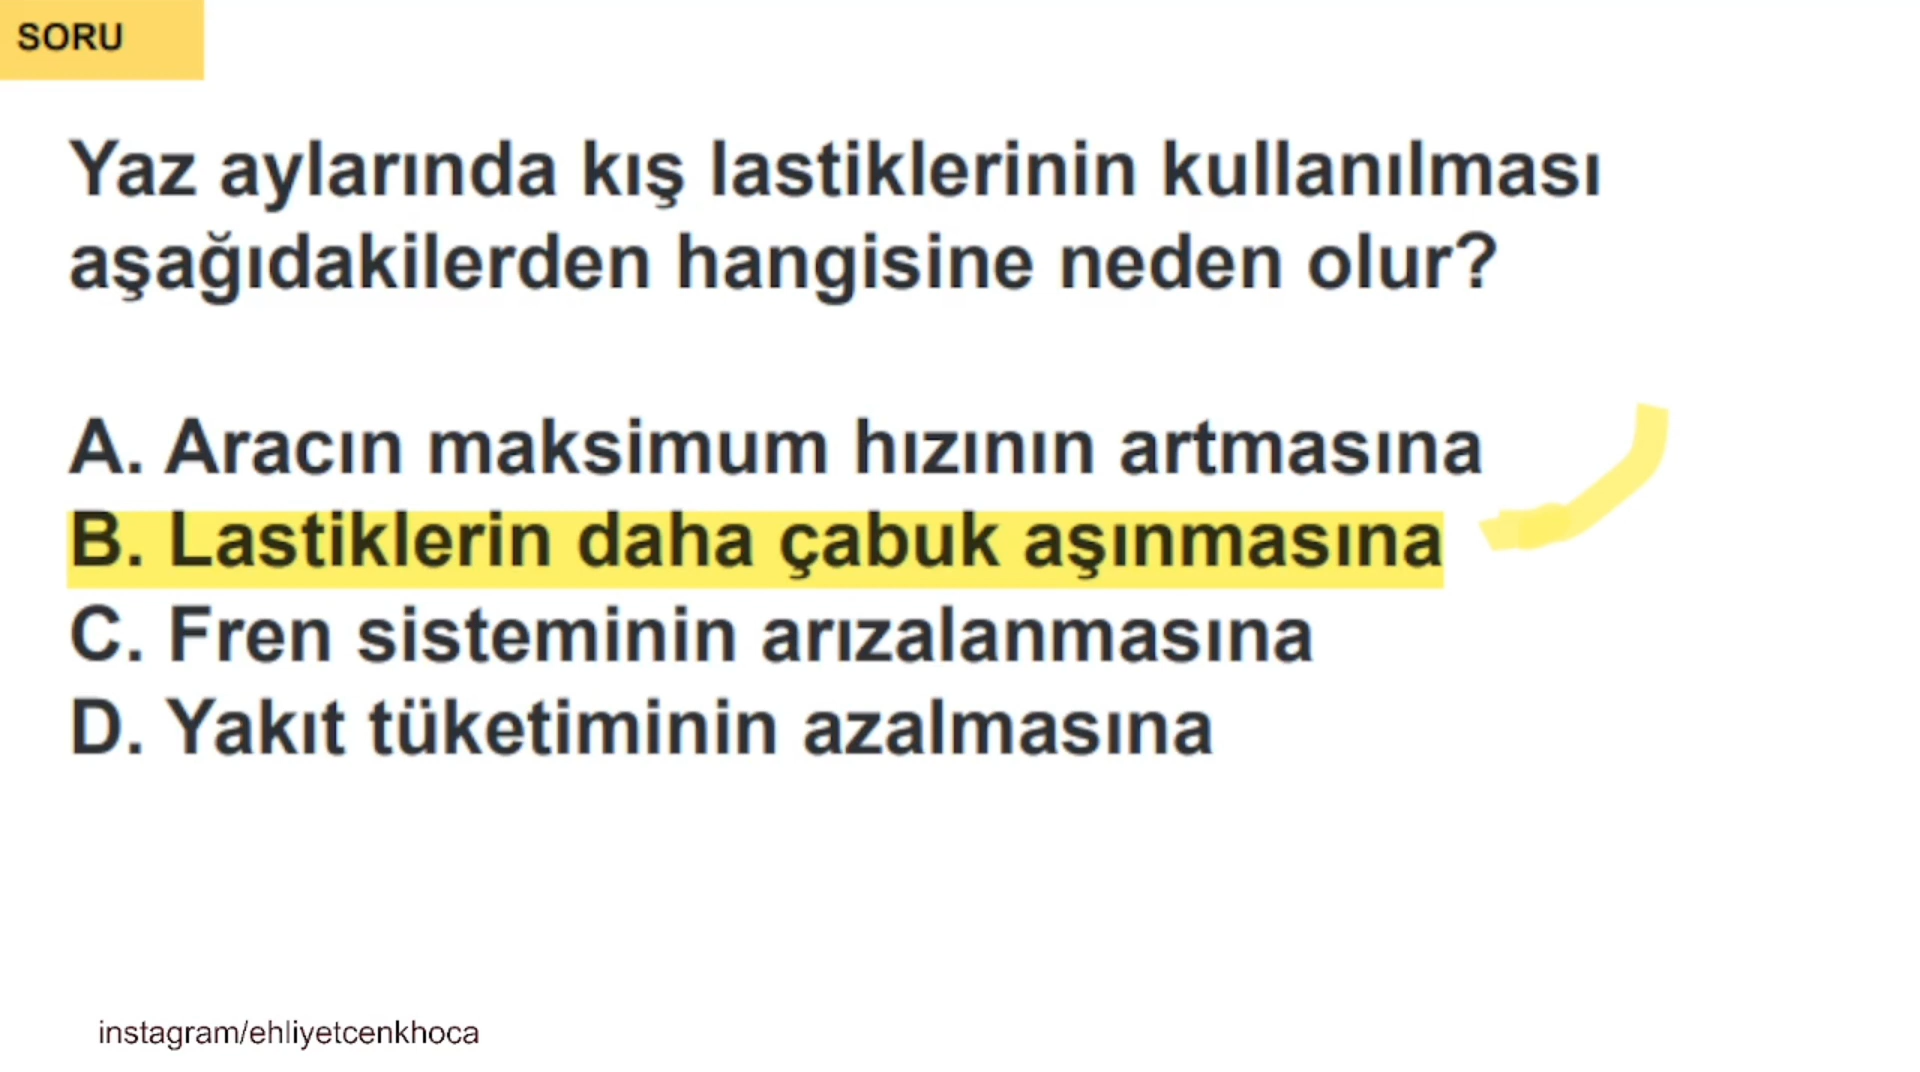 SORU
Yaz aylarında kış lastiklerinin kullanılması
aşağıdakilerden hangisine neden olur?
A. Aracın maksimum hızının artmasına
B. Lastiklerin daha çabuk aşınmasına
C. Fren sisteminin arızalanmasına
D. Yakıt tüketiminin azalmasına
instagram/ehliyetcenkhoca